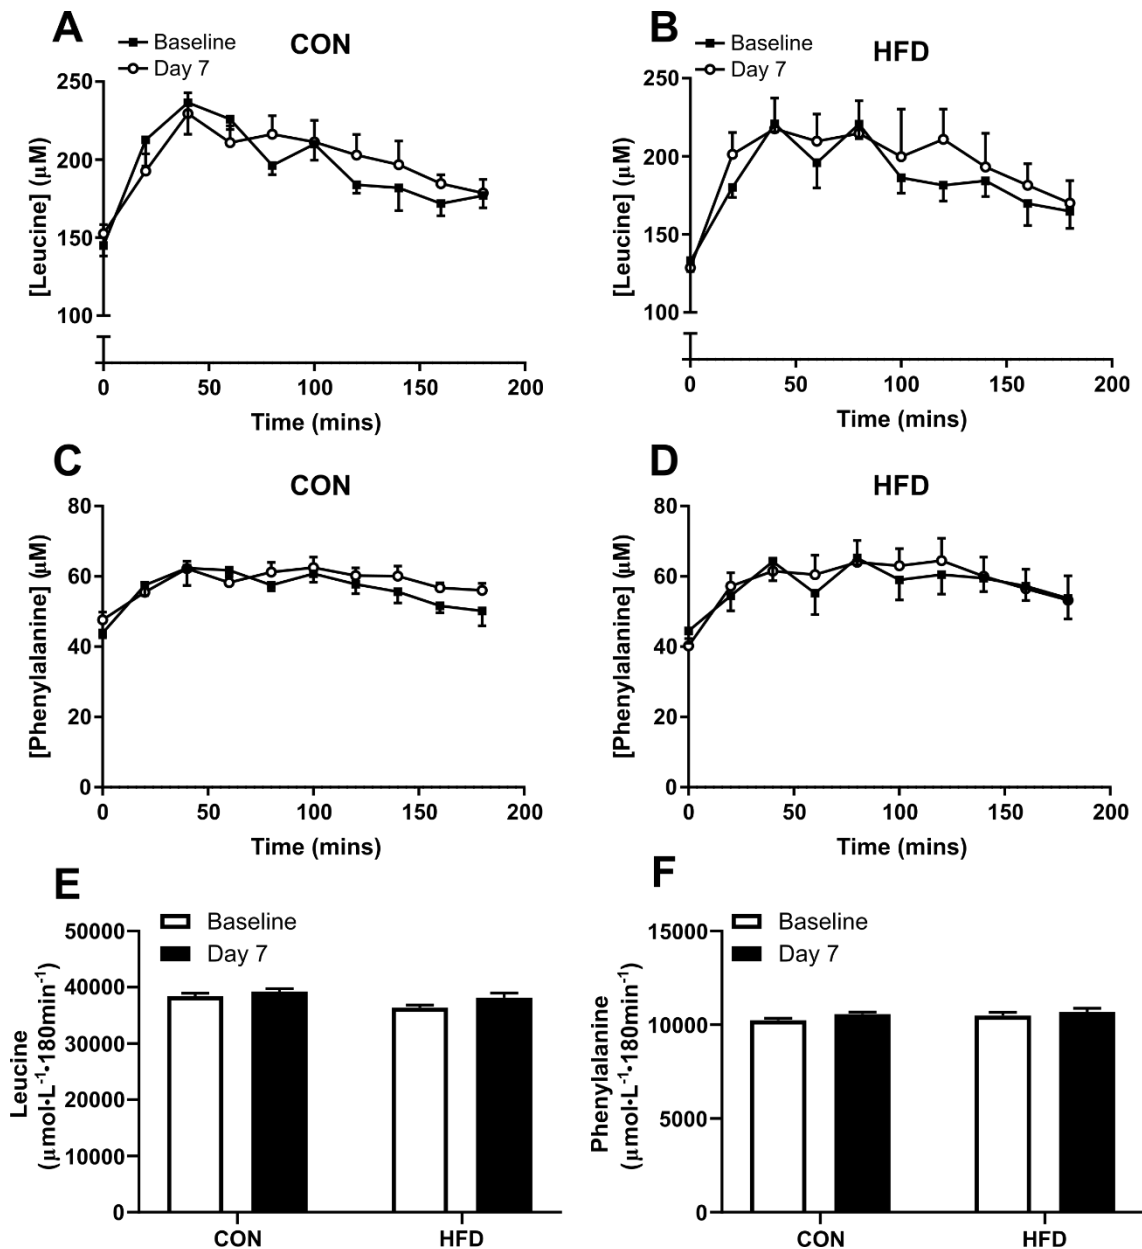 A
Baseline
Day 7
CON
[Leucine] (μM)
250
200
150
100
0
50
100
150
200
Time (mins)
B
Baseline
Day 7
HFD
[Leucine] (μM)
250
200
150
100
0
50
100
150
200
Time (mins)
C
CON
[Phenylalanine] (μM)
80
60
40
20
0
0
50
100
150
200
Time (mins)
D
HFD
[Phenylalanine] (μM)
80
60
40
20
0
0
50
100
150
200
Time (mins)
E
Baseline
Day 7
Leucine
(μmol•L⁻¹•180min⁻¹)
50000
40000
30000
20000
10000
0
CON
HFD
F
Baseline
Day 7
Phenylalanine
(μmol•L⁻¹•180min⁻¹)
15000
10000
5000
0
CON
HFD